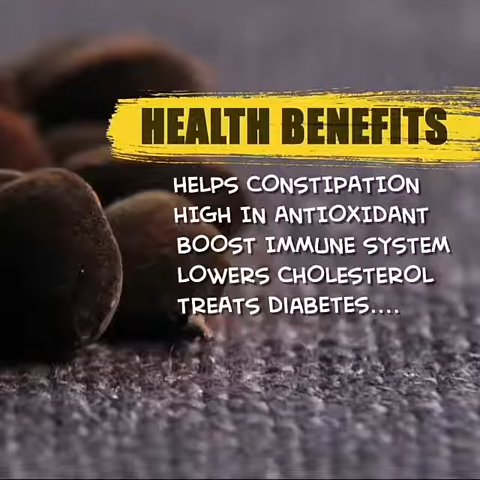 HEALTH BENEFITS
HELPS CONSTIPATION
HIGH IN ANTIOXIDANT
BOOST IMMUNE SYSTEM
LOWERS CHOLESTEROL
TREATS DIABETES....